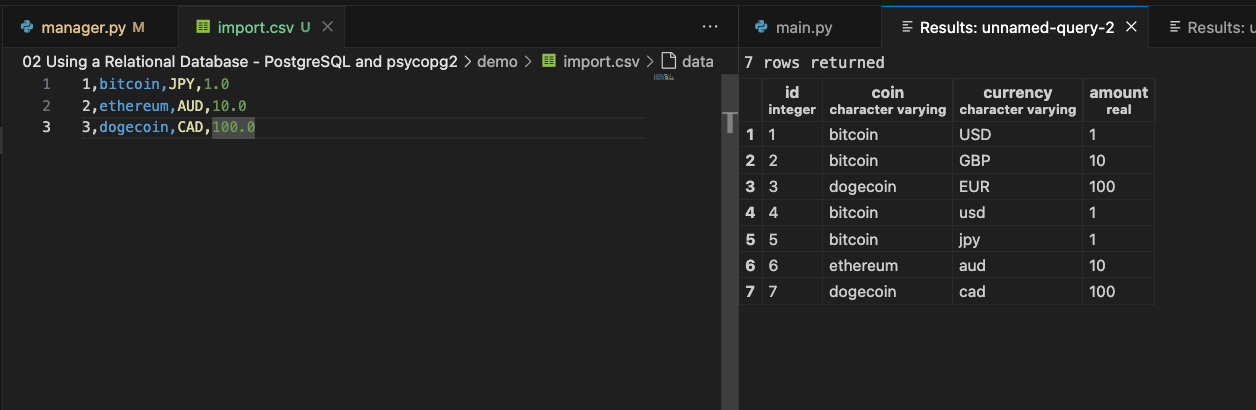 manager.py M
import.csv U
02 Using a Relational Database - PostgreSQL and psycopg2 > demo > import.csv > data
1 1,bitcoin,JPY,1.0
2 2,ethereum,AUD,10.0
3 3,dogecoin,CAD,100.0
main.py
Results: unnamed-query-2
Results: u
7 rows returned
id coin currency amount
integer character varying character varying real
1 1 bitcoin USD 1
2 2 bitcoin GBP 10
3 3 dogecoin EUR 100
4 4 bitcoin usd 1
5 5 bitcoin jpy 1
6 6 ethereum aud 10
7 7 dogecoin cad 100